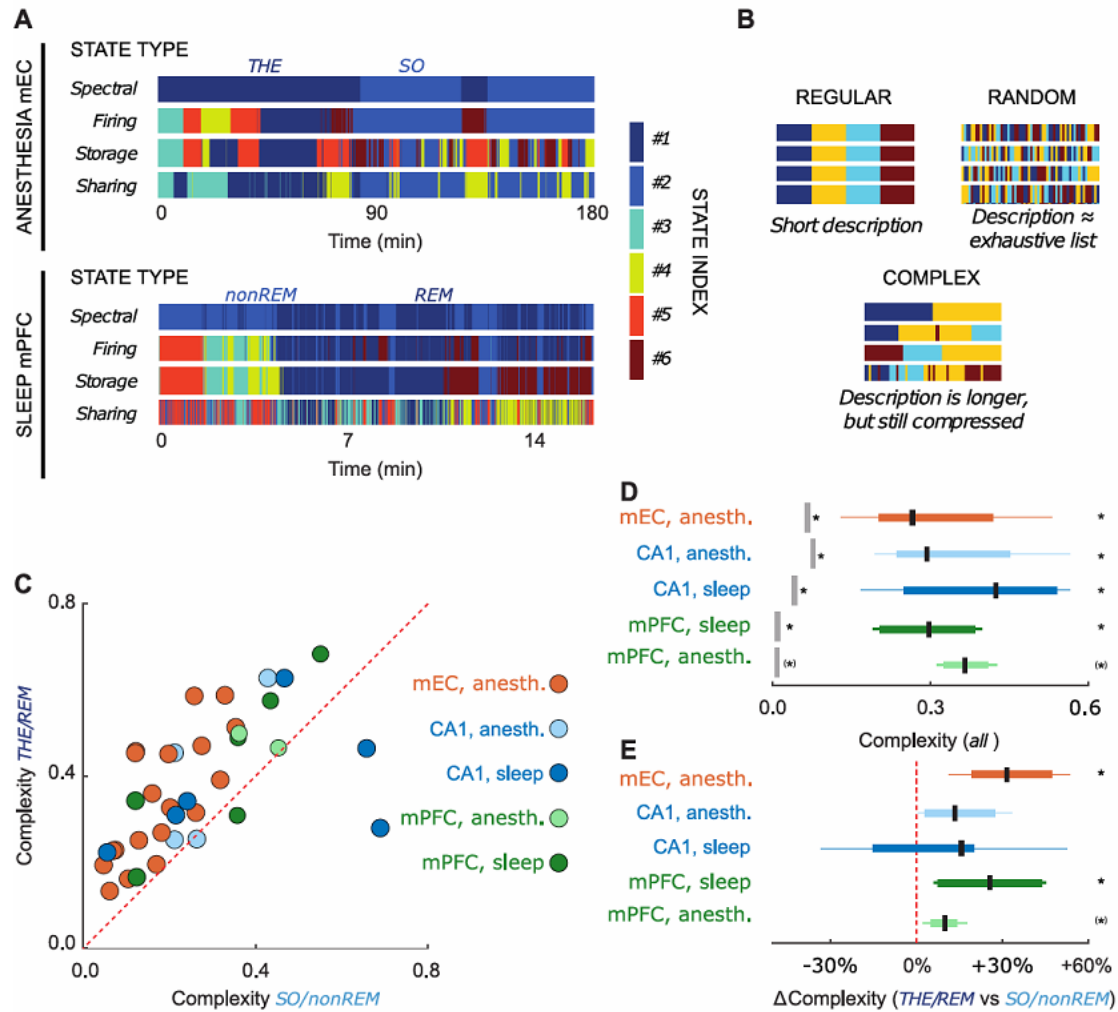 A
STATE TYPE
ANESTHESIA mEC
THE
SO
Spectral
Firing
Storage
Sharing
0
90
180
Time (min)
STATE TYPE
SLEEP mPFC
nonREM
REM
Spectral
Firing
Storage
Sharing
0
7
14
Time (min)
#1
#2
#3
#4
#5
#6
STATE INDEX
B
REGULAR
RANDOM
Short description
Description ≈
exhaustive list
COMPLEX
Description is longer,
but still compressed
C
0.8
0.4
0.0
Complexity THE/REM
0.0
0.4
0.8
Complexity SO/nonREM
mEC, anesth.
CA1, anesth.
CA1, sleep
mPFC, anesth.
mPFC, sleep
D
mEC, anesth. * *
CA1, anesth. * *
CA1, sleep * *
mPFC, sleep * *
mPFC, anesth. (*) (*)
0.0
0.3
0.6
Complexity (all )
E
mEC, anesth. *
CA1, anesth.
CA1, sleep
mPFC, sleep *
mPFC, anesth. (*)
-30%
0%
+30%
+60%
ΔComplexity (THE/REM vs SO/nonREM)